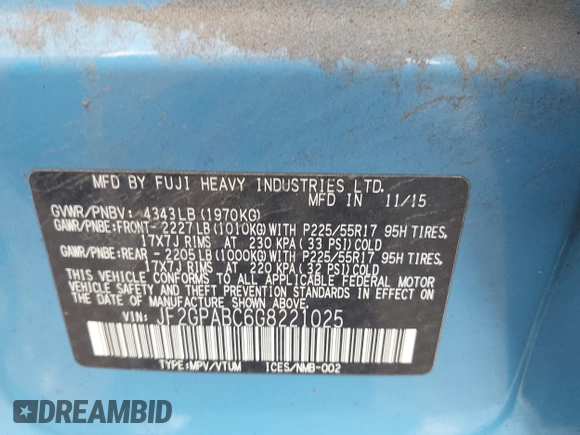 MFD BY FUJI HEAVY INDUSTRIES LTD.
MFD IN 11/15
GVWR/PNBV: 4343LB(1970KG)
GAWR/PNBE:FRONT-2227LB(1010KG)WITH P225/55R17 95H TIRES,
17X7J RIMS AT 230 KPA(33 PSI)COLD
GAWR/PNBE:REAR -2205LB(1000KG)WITH P225/55R17 95H TIRES,
17X7J RIMS AT 220 KPA(32 PSI)COLD
THIS VEHICLE CONFORMS TO ALL APPLICABLE FEDERAL MOTOR
VEHICLE SAFETY AND THEFT PREVENTION STANDARDS IN EFFECT
ON THE DATE OF MANUFACTURE SHOWN ABOVE.
VIN: JF2GPABC6G8221025
TYPE:MPV/VTUM ICES/NMB-002
DREAMBID